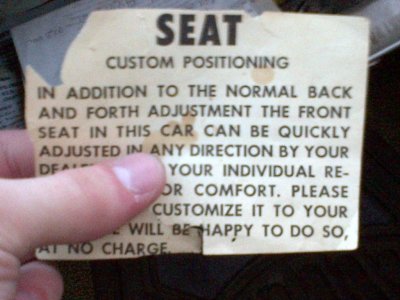 SEAT
CUSTOM POSITIONING
IN ADDITION TO THE NORMAL BACK
AND FORTH ADJUSTMENT THE FRONT
SEAT IN THIS CAR CAN BE QUICKLY
ADJUSTED IN ANY DIRECTION BY YOUR
YOUR INDIVIDUAL RE-
OR COMFORT. PLEASE
CUSTOMIZE IT TO YOUR
WILL BE HAPPY TO DO SO,
AT NO CHARGE.